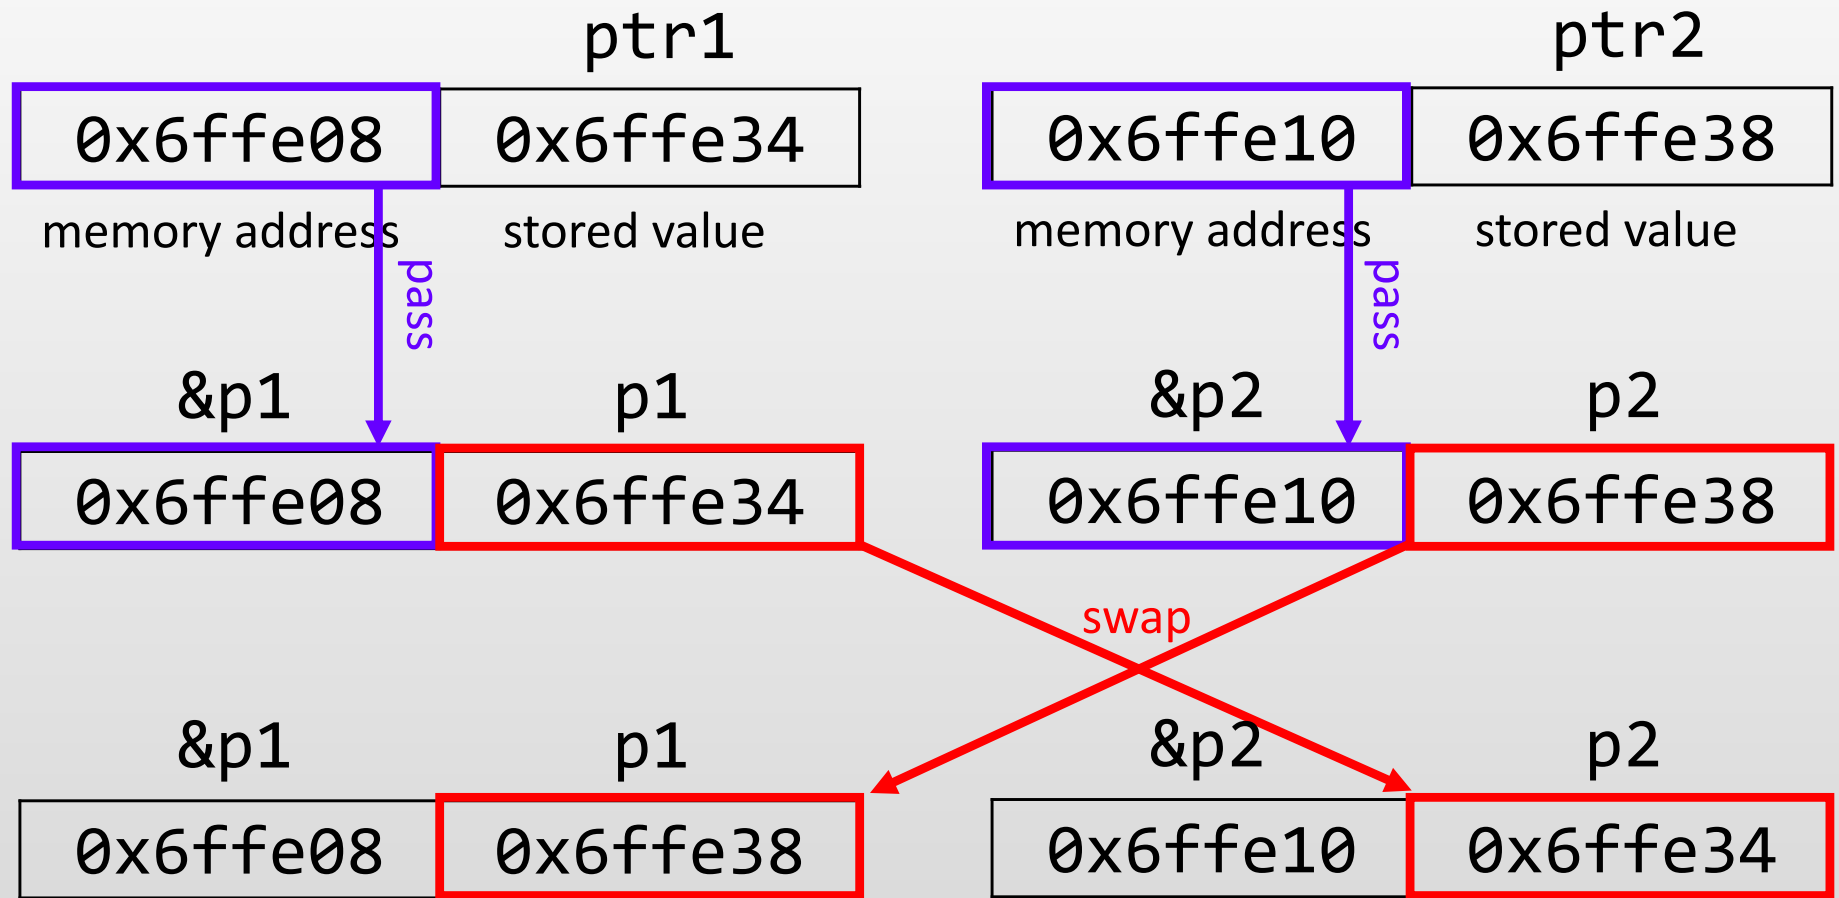 ptr1 ptr2
0x6ffe08 0x6ffe34 0x6ffe10 0x6ffe38
memory address stored value memory address stored value
pass pass
&p1 p1 &p2 p2
0x6ffe08 0x6ffe34 0x6ffe10 0x6ffe38
swap
&p1 p1 &p2 p2
0x6ffe08 0x6ffe38 0x6ffe10 0x6ffe34